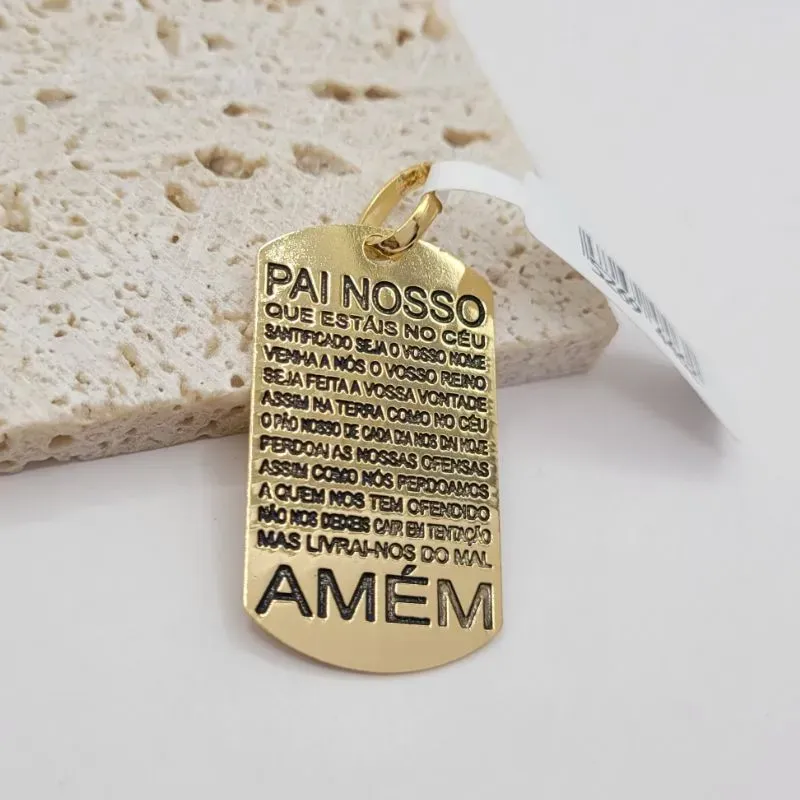 PAI NOSSO
QUE ESTÁIS NO CÉU
SANTIFICADO SEJA O VOSSO NOME
VENHA A NÓS O VOSSO REINO
SEJA FEITA A VOSSA VONTADE
ASSIM NA TERRA COMO NO CÉU
O PÃO NOSSO DE CADA DIA NOS DAI HOJE
PERDOAI AS NOSSAS OFENSAS
ASSIM COMO NÓS PERDOAMOS
A QUEM NOS TEM OFENDIDO
NÃO NOS DEIXEIS CAIR EM TENTAÇÃO
MAS LIVRAI-NOS DO MAL
AMÉM